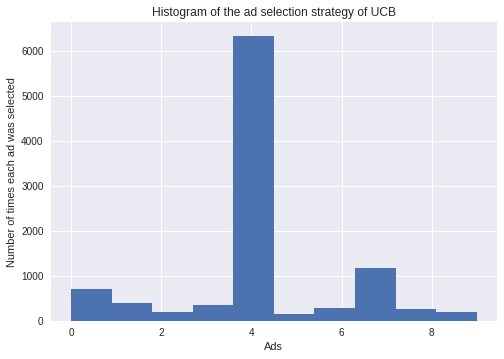 Histogram of the ad selection strategy of UCB
Number of times each ad was selected
6000
5000
4000
3000
2000
1000
0
0 2 4 6 8
Ads